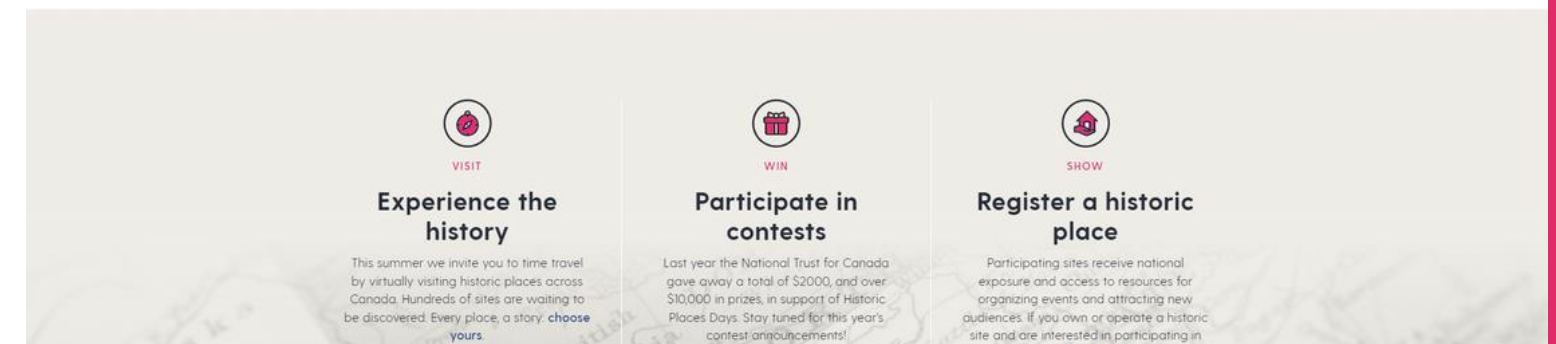 VISIT
Experience the
history
This summer we invite you to time travel
by virtually visiting historic places across
Canada. Hundreds of sites are waiting to
be discovered. Every place, a story: choose
yours.
WIN
Participate in
contests
Last year the National Trust for Canada
gave away a total of $2000, and over
$10,000 in prizes, in support of Historic
Places Days. Stay tuned for this year's
contest announcements!
SHOW
Register a historic
place
Participating sites receive national
exposure and access to resources for
organizing events and attracting new
audiences. If you own or operate a historic
site and are interested in participating in